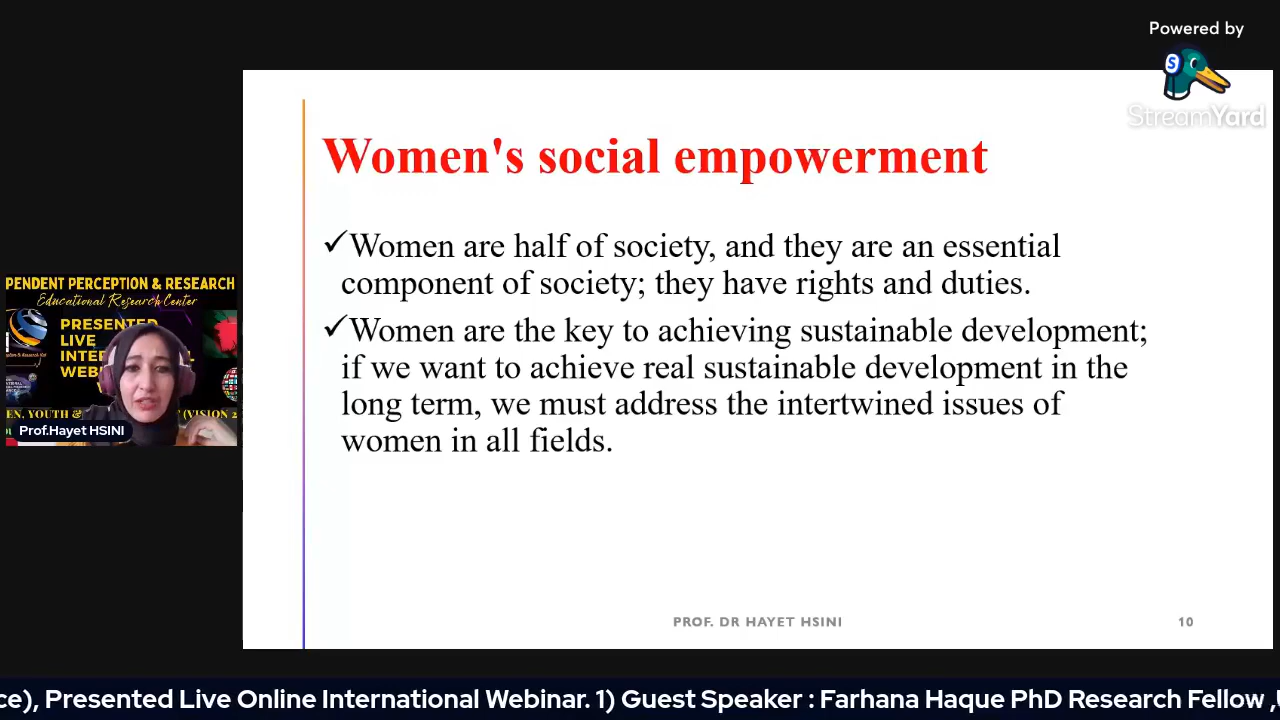 Powered by
StreamYard
Women's social empowerment
✓Women are half of society, and they are an essential
component of society; they have rights and duties.
✓Women are the key to achieving sustainable development;
if we want to achieve real sustainable development in the
long term, we must address the intertwined issues of
women in all fields.
PROF. DR HAYET HSINI
10
PENDENT PERCEPTION & RESEARCH
Educational Research Center
PRESENTED
LIVE
Prof.Hayet HSINI
ce), Presented Live Online International Webinar. 1) Guest Speaker : Farhana Haque PhD Research Fellow ,